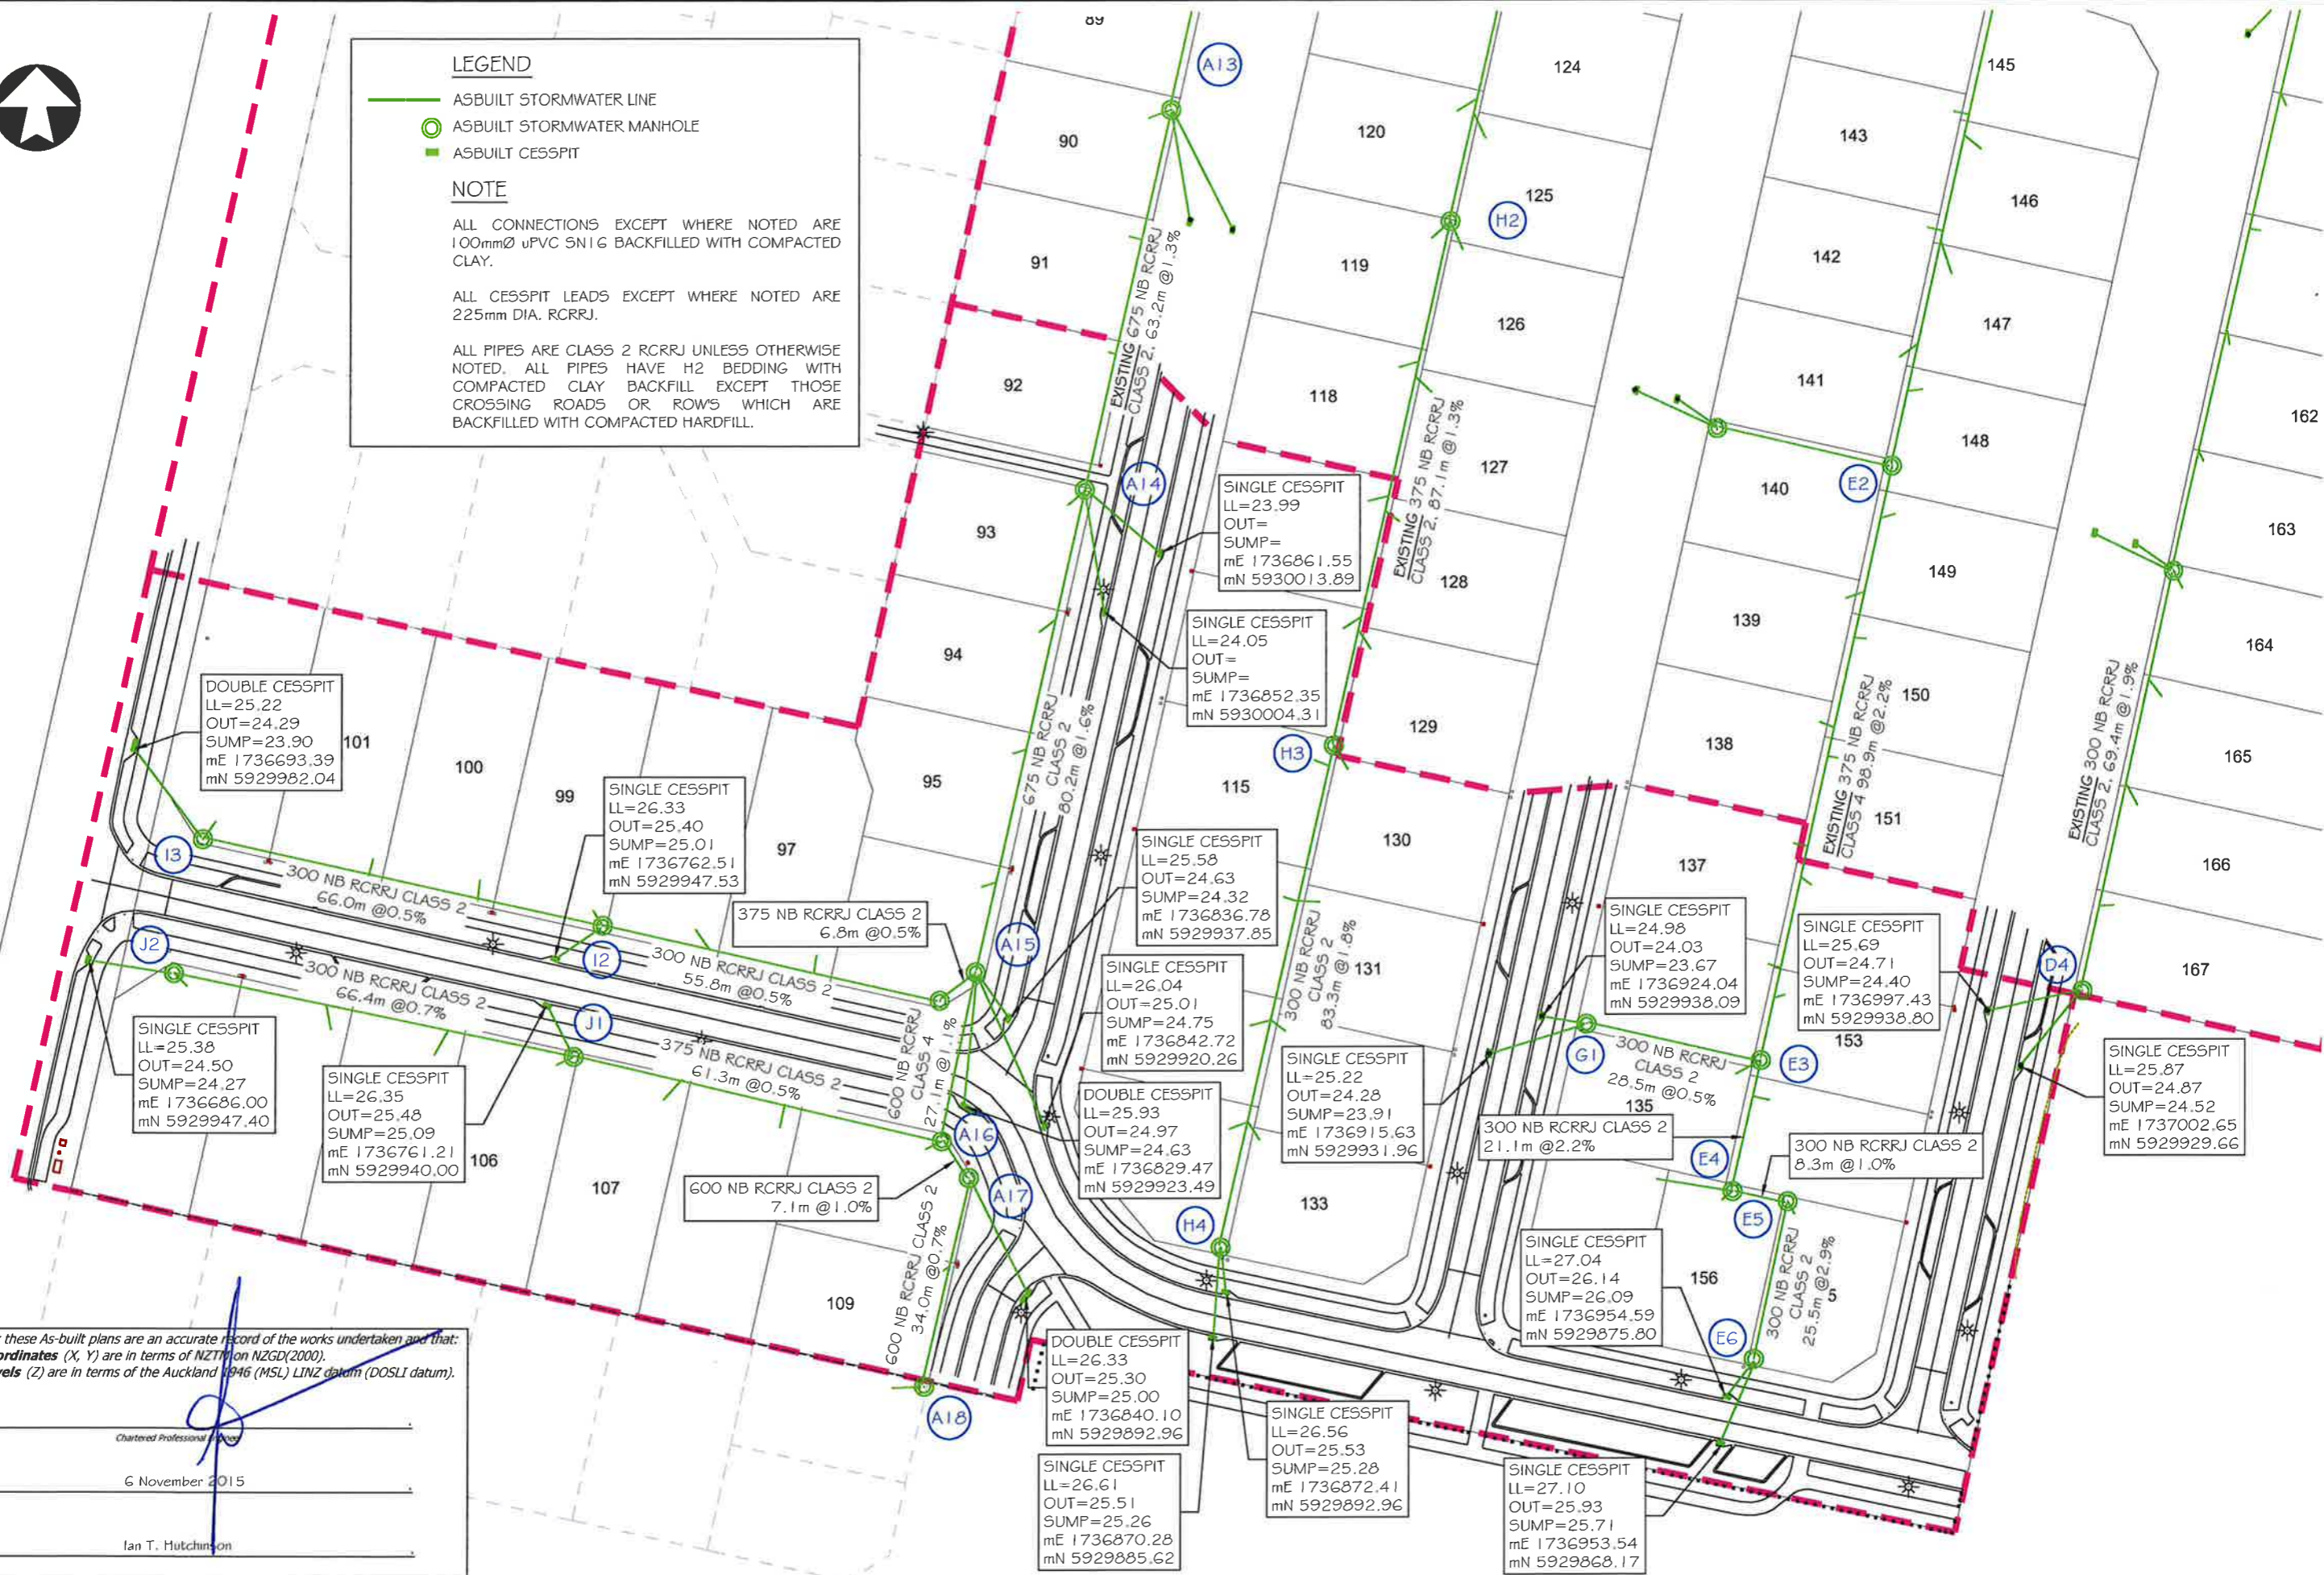 LEGEND
ASBUILT STORMWATER LINE
ASBUILT STORMWATER MANHOLE
ASBUILT CESSPIT
NOTE
ALL CONNECTIONS EXCEPT WHERE NOTED ARE
100mmØ uPVC SN16 BACKFILLED WITH COMPACTED
CLAY.
ALL CESSPIT LEADS EXCEPT WHERE NOTED ARE
225mm DIA. RCRRJ.
ALL PIPES ARE CLASS 2 RCRRJ UNLESS OTHERWISE
NOTED. ALL PIPES HAVE H2 BEDDING WITH
COMPACTED CLAY BACKFILL EXCEPT THOSE
CROSSING ROADS OR ROW'S WHICH ARE
BACKFILLED WITH COMPACTED HARDFILL.
89
A13
90
91
92
93
94
95
97
99
100
101
106
107
109
124
120
125
H2
119
126
118
127
128
129
115
130
131
133
145
143
146
142
147
141
148
140
E2
149
139
150
138
151
137
153
135
156
5
162
163
164
165
166
167
EXISTING 675 NB RCRRJ
CLASS 2, 63.2m @1.3%
EXISTING 375 NB RCRRJ
CLASS 2, 87.1m @1.3%
EXISTING 375 NB RCRRJ
CLASS 4 98.9m @2.2%
EXISTING 300 NB RCRRJ
CLASS 2, 69.4m @1.9%
A14
SINGLE CESSPIT
LL=23.99
OUT=
SUMP=
mE 1736861.55
mN 5930013.89
SINGLE CESSPIT
LL=24.05
OUT=
SUMP=
mE 1736852.35
mN 5930004.31
H3
DOUBLE CESSPIT
LL=25.22
OUT=24.29
SUMP=23.90
mE 1736693.39
mN 5929982.04
SINGLE CESSPIT
LL=26.33
OUT=25.40
SUMP=25.01
mE 1736762.51
mN 5929947.53
675 NB RCRRJ
CLASS 2
80.2m @1.6%
SINGLE CESSPIT
LL=25.58
OUT=24.63
SUMP=24.32
mE 1736836.78
mN 5929937.85
I3
300 NB RCRRJ CLASS 2
66.0m @0.5%
375 NB RCRRJ CLASS 2
6.8m @0.5%
A15
J2
I2
300 NB RCRRJ CLASS 2
55.8m @0.5%
300 NB RCRRJ CLASS 2
66.4m @0.7%
J1
375 NB RCRRJ CLASS 2
61.3m @0.5%
600 NB RCRRJ
CLASS 4
27.1m @1.1%
SINGLE CESSPIT
LL=26.04
OUT=25.01
SUMP=24.75
mE 1736842.72
mN 5929920.26
300 NB RCRRJ
CLASS 2
83.3m @1.8%
SINGLE CESSPIT
LL=24.98
OUT=24.03
SUMP=23.67
mE 1736924.04
mN 5929938.09
SINGLE CESSPIT
LL=25.69
OUT=24.71
SUMP=24.40
mE 1736997.43
mN 5929938.80
D4
SINGLE CESSPIT
LL=25.38
OUT=24.50
SUMP=24.27
mE 1736686.00
mN 5929947.40
SINGLE CESSPIT
LL=26.35
OUT=25.48
SUMP=25.09
mE 1736761.21
mN 5929940.00
SINGLE CESSPIT
LL=25.22
OUT=24.28
SUMP=23.91
mE 1736915.63
mN 5929931.96
G1
300 NB RCRRJ
CLASS 2
28.5m @0.5%
E3
SINGLE CESSPIT
LL=25.87
OUT=24.87
SUMP=24.52
mE 1737002.65
mN 5929929.66
DOUBLE CESSPIT
LL=25.93
OUT=24.97
SUMP=24.63
mE 1736829.47
mN 5929923.49
300 NB RCRRJ CLASS 2
21.1m @2.2%
300 NB RCRRJ CLASS 2
8.3m @1.0%
A16
E4
600 NB RCRRJ CLASS 2
7.1m @1.0%
A17
H4
E5
600 NB RCRRJ CLASS 2
34.0m @0.7%
SINGLE CESSPIT
LL=27.04
OUT=26.14
SUMP=26.09
mE 1736954.59
mN 5929875.80
E6
300 NB RCRRJ
CLASS 2
25.5m @2.9%
DOUBLE CESSPIT
LL=26.33
OUT=25.30
SUMP=25.00
mE 1736840.10
mN 5929892.96
A18
SINGLE CESSPIT
LL=26.56
OUT=25.53
SUMP=25.28
mE 1736872.41
mN 5929892.96
SINGLE CESSPIT
LL=26.61
OUT=25.51
SUMP=25.26
mE 1736870.28
mN 5929885.62
SINGLE CESSPIT
LL=27.10
OUT=25.93
SUMP=25.71
mE 1736953.54
mN 5929868.17
these As-built plans are an accurate record of the works undertaken and that:
ordinates (X, Y) are in terms of NZTM on NZGD(2000).
vels (Z) are in terms of the Auckland 1946 (MSL) LINZ datum (DOSLI datum).
Chartered Professional Engineer
6 November 2015
Ian T. Hutchinson